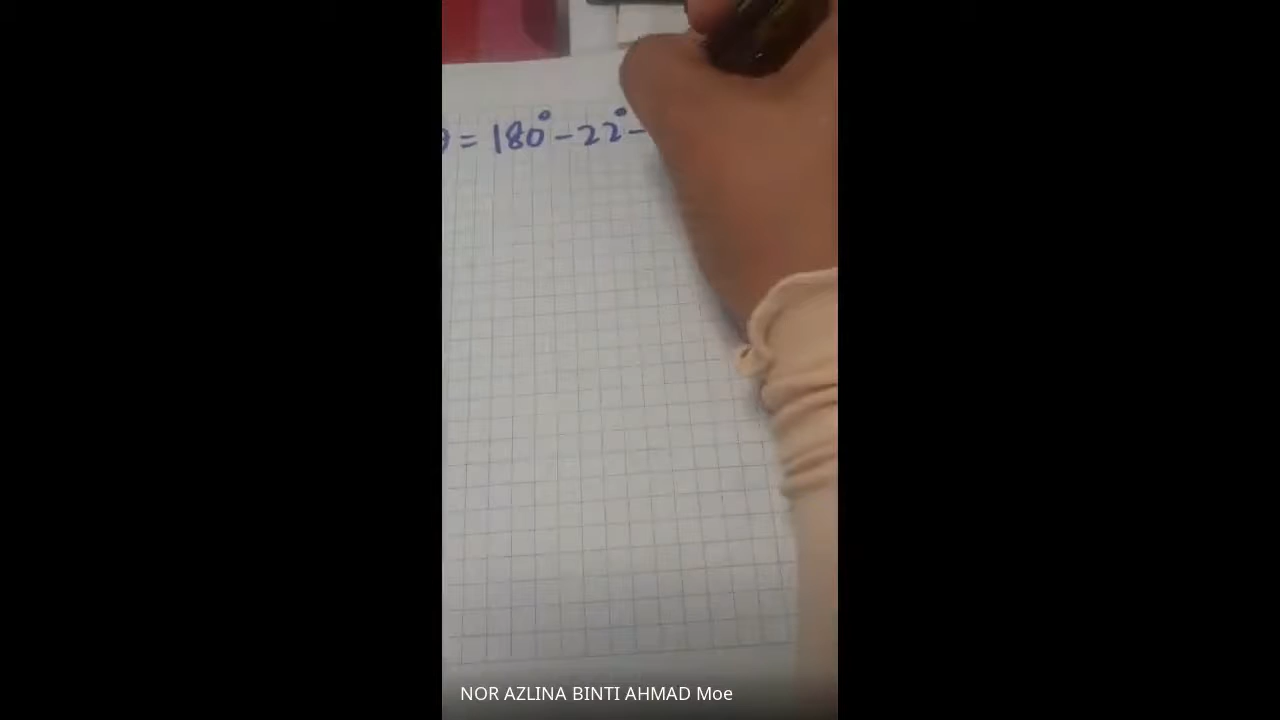 θ = 180° - 22° -
NOR AZLINA BINTI AHMAD Moe